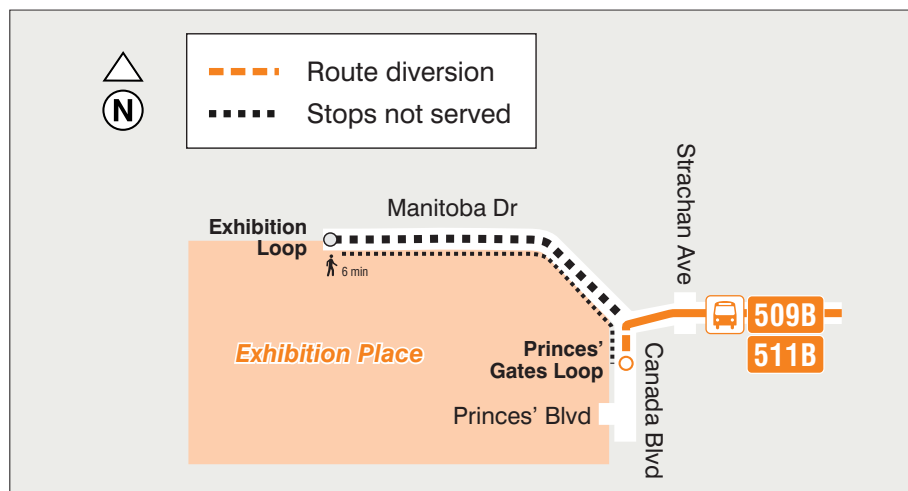 N
Route diversion
Stops not served
Strachan Ave
Manitoba Dr
Exhibition
Loop
6 min
509B
511B
Exhibition Place
Princes’
Gates Loop
Canada Blvd
Princes’ Blvd